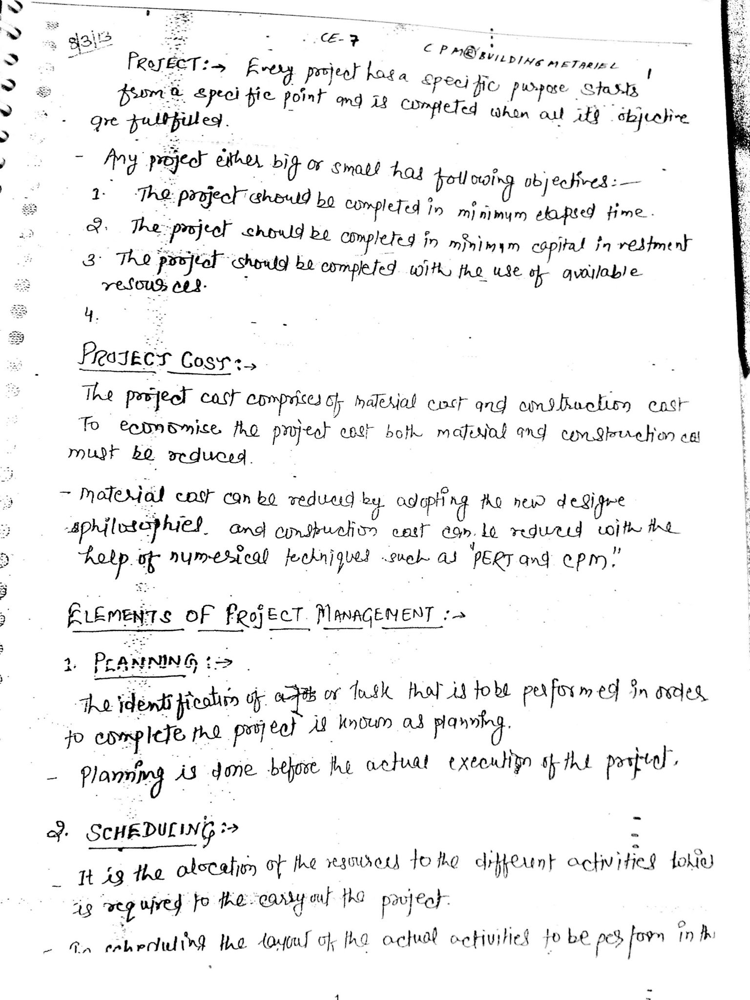 8/3/13
CE-7
CPM & BUILDING METARIEL
PROJECT:→ Every project has a specific purpose starts
from a specific point and is completed when all its objective
are fullfilled.
- Any project either big or small has following objectives:—
1. The project should be completed in minimum elapsed time.
2. The project should be completed in minimum capital investment
3. The project should be completed with the use of available
resources.
4.
PROJECT COST:→
The project cost comprises of material cost and construction cost
To economise the project cost both material and construction cos
must be reduced.
- material cost can be reduced by adopting the new designe
philosophies. and construction cost can be reduced with the
help of numerical techniques such as "PERT and CPM."
ELEMENTS OF PROJECT MANAGEMENT:→
1. PLANNING:→
The identification of a job or task that is to be performed in order
to complete the project is known as planning.
- Planning is done before the actual execution of the project.
2. SCHEDULING:→
- It is the alocation of the resources to the different activities whic
is required to the carry out the project.
- In scheduling the layout of the actual activities to be perform in th
1